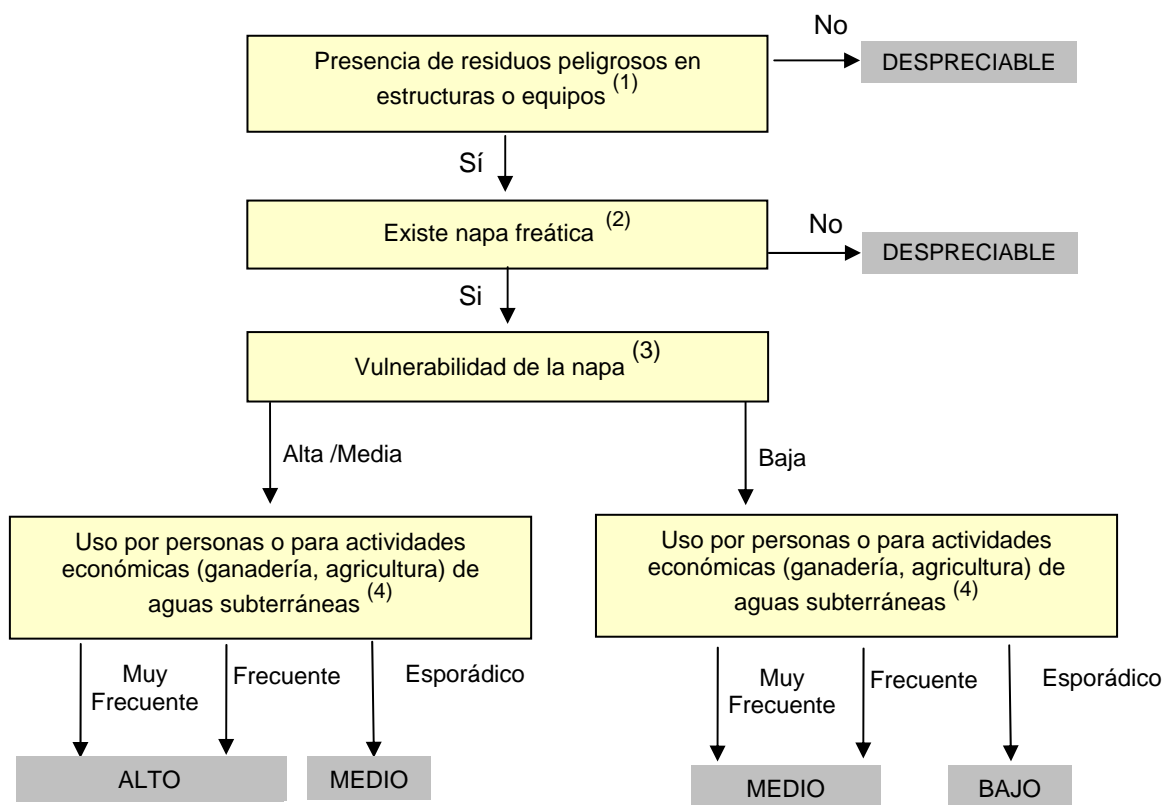 No
Presencia de residuos peligrosos en
estructuras o equipos (1)
DESPRECIABLE
Sí
Existe napa freática (2)
No
DESPRECIABLE
Si
Vulnerabilidad de la napa (3)
Alta /Media
Baja
Uso por personas o para actividades
económicas (ganadería, agricultura) de
aguas subterráneas (4)
Uso por personas o para actividades
económicas (ganadería, agricultura) de
aguas subterráneas (4)
Muy
Frecuente
Frecuente
Esporádico
Muy
Frecuente
Frecuente
Esporádico
ALTO
MEDIO
MEDIO
BAJO